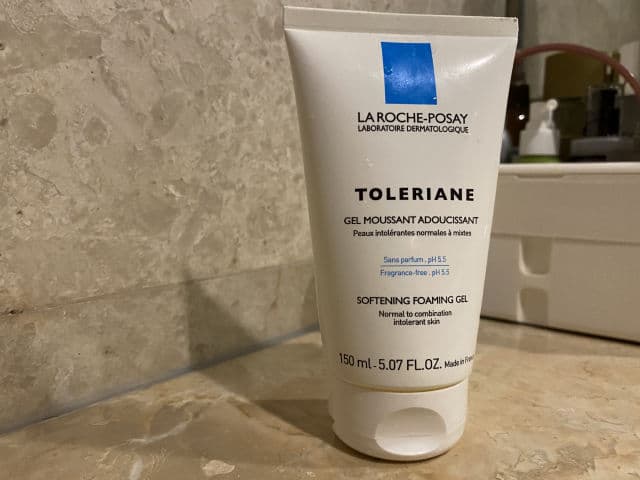 LA ROCHE-POSAY
LABORATOIRE DERMATOLOGIQUE
TOLERIANE
GEL MOUSSANT ADOUCISSANT
Peaux intolérantes normales à mixtes
Sans parfum . pH 5.5
Fragrance-free . pH 5.5
SOFTENING FOAMING GEL
Normal to combination
intolerant skin
150 ml - 5.07 FL.OZ. Made in